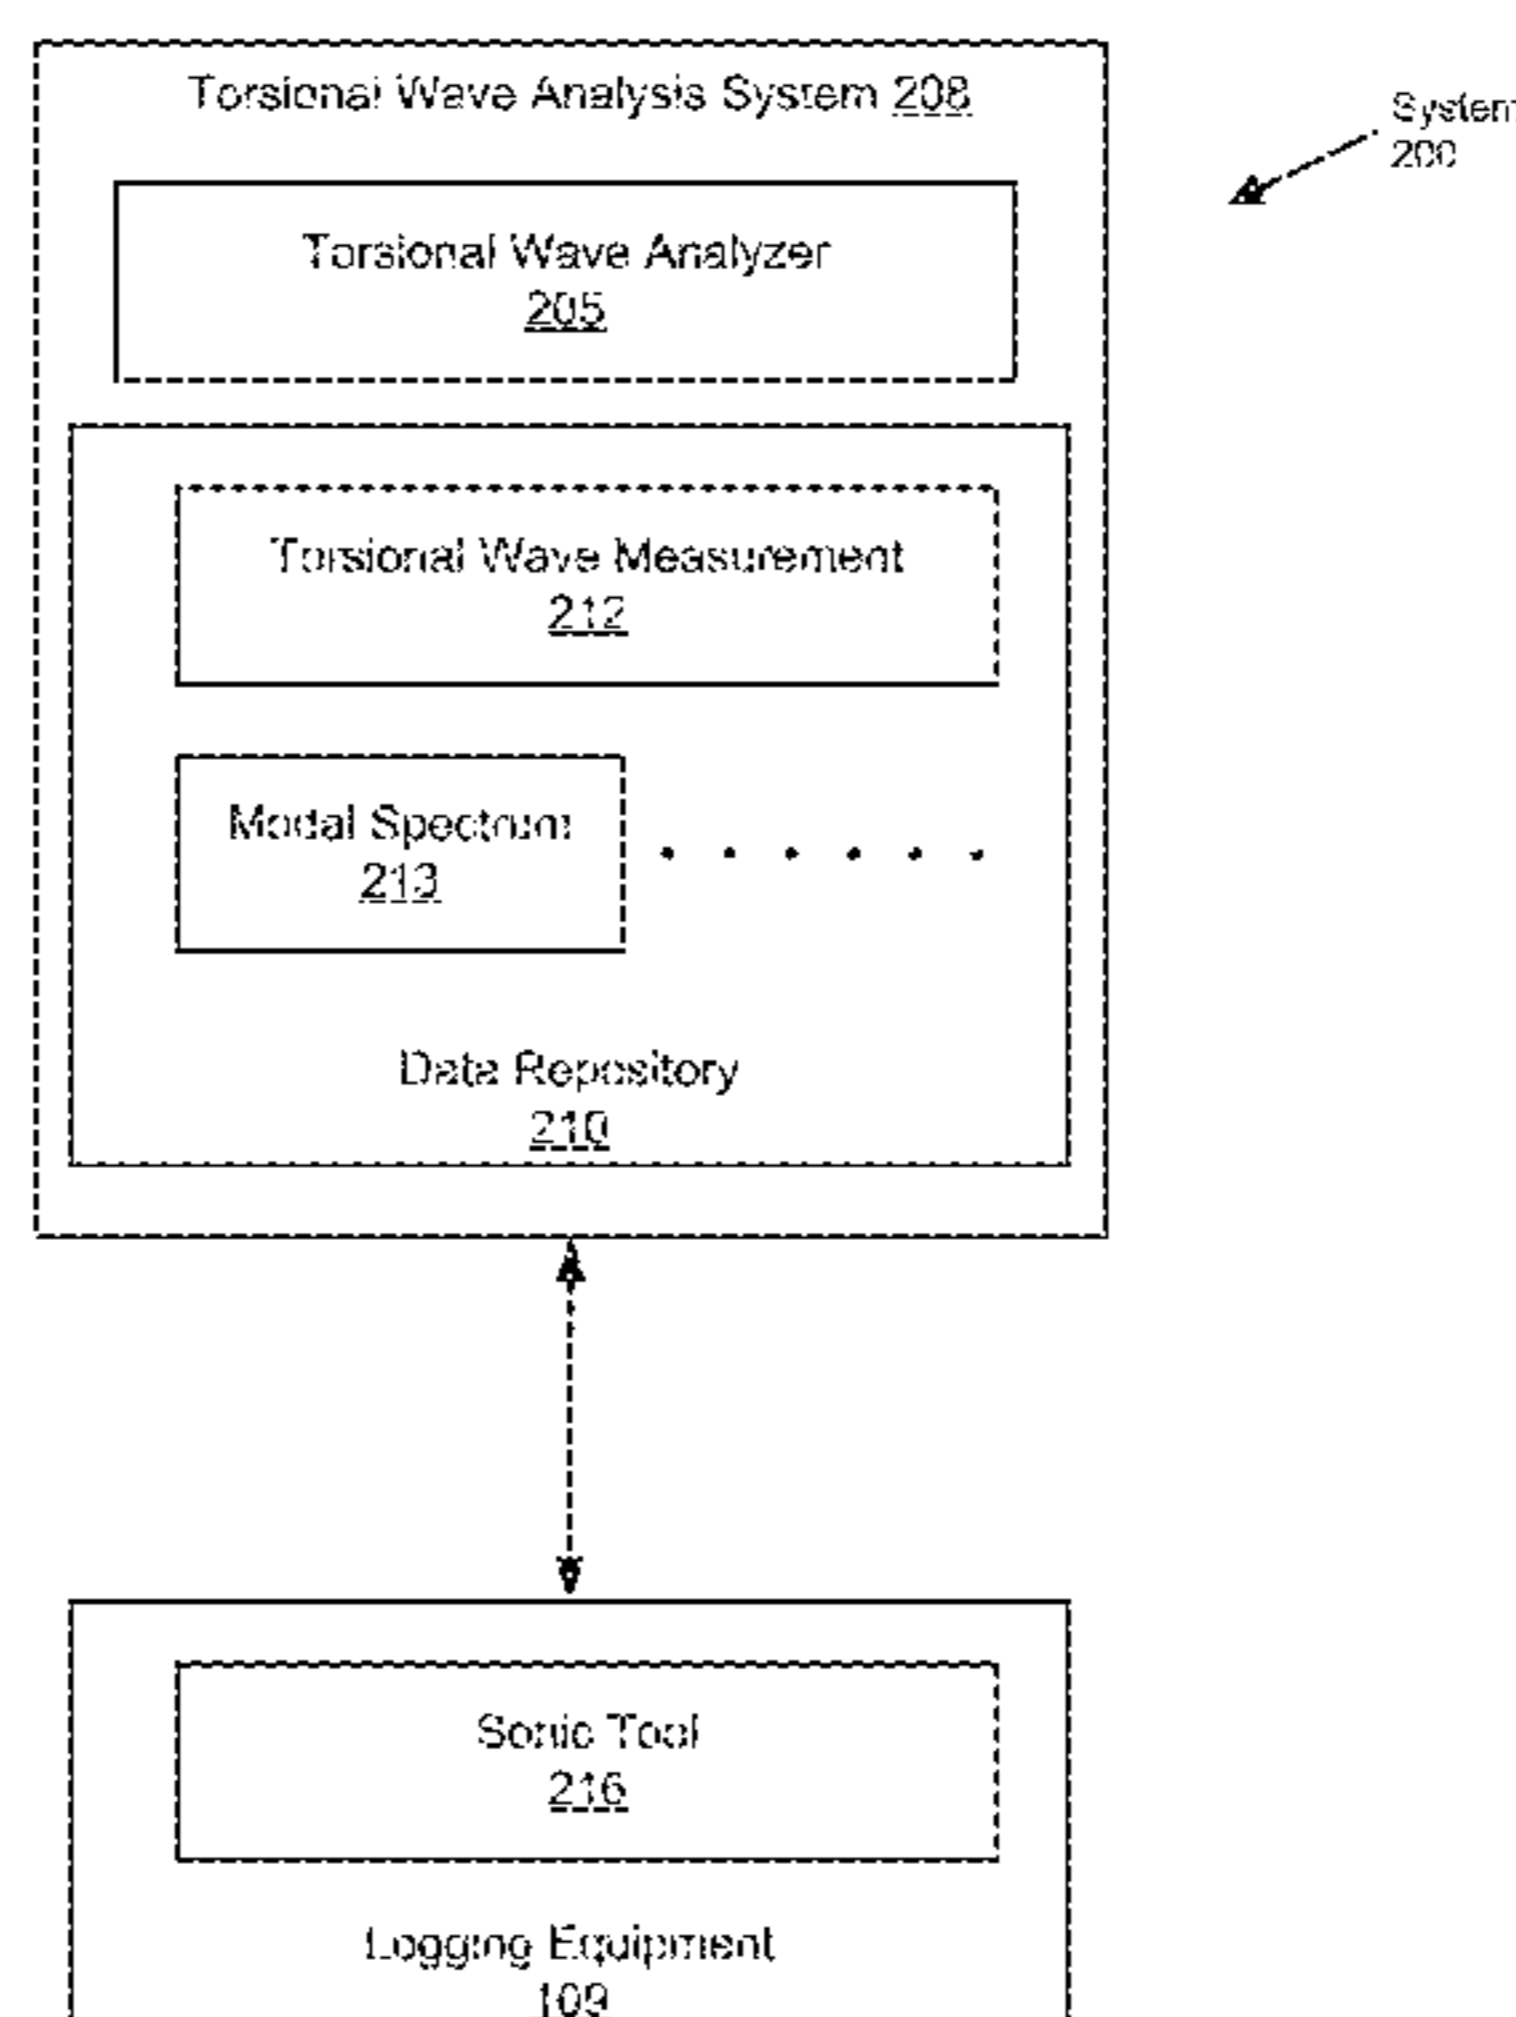 Torsional Wave Analysis System 208
System
200
Torsional Wave Analyzer
205
Torsional Wave Measurement
212
Modal Spectrum
213
Data Repository
210
Sonic Tool
216
Logging Equipment
109